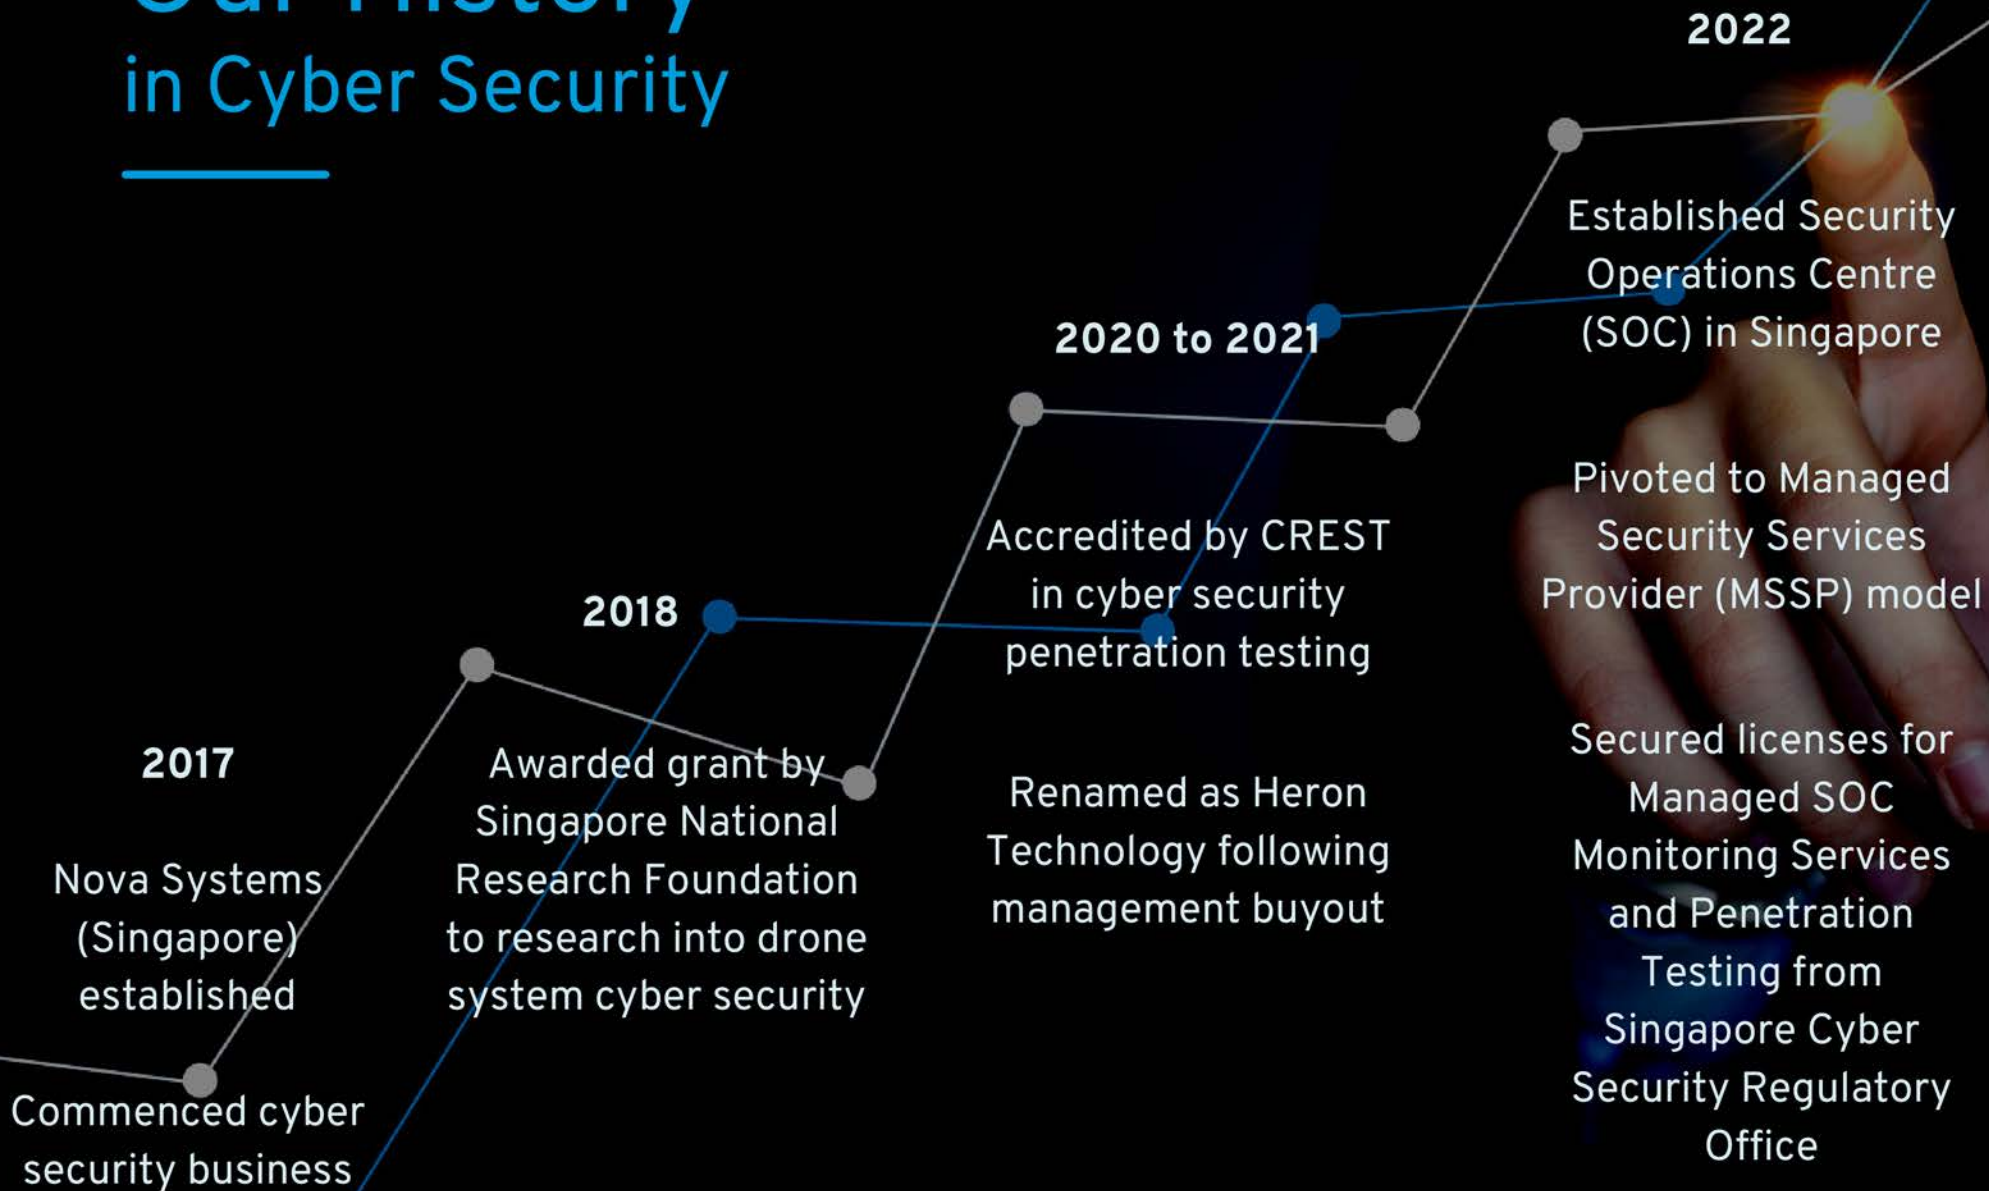 Our History
in Cyber Security
2017
Nova Systems
(Singapore)
established
Commenced cyber
security business
2018
Awarded grant by
Singapore National
Research Foundation
to research into drone
system cyber security
2020 to 2021
Accredited by CREST
in cyber security
penetration testing
Renamed as Heron
Technology following
management buyout
2022
Established Security
Operations Centre
(SOC) in Singapore
Pivoted to Managed
Security Services
Provider (MSSP) model
Secured licenses for
Managed SOC
Monitoring Services
and Penetration
Testing from
Singapore Cyber
Security Regulatory
Office